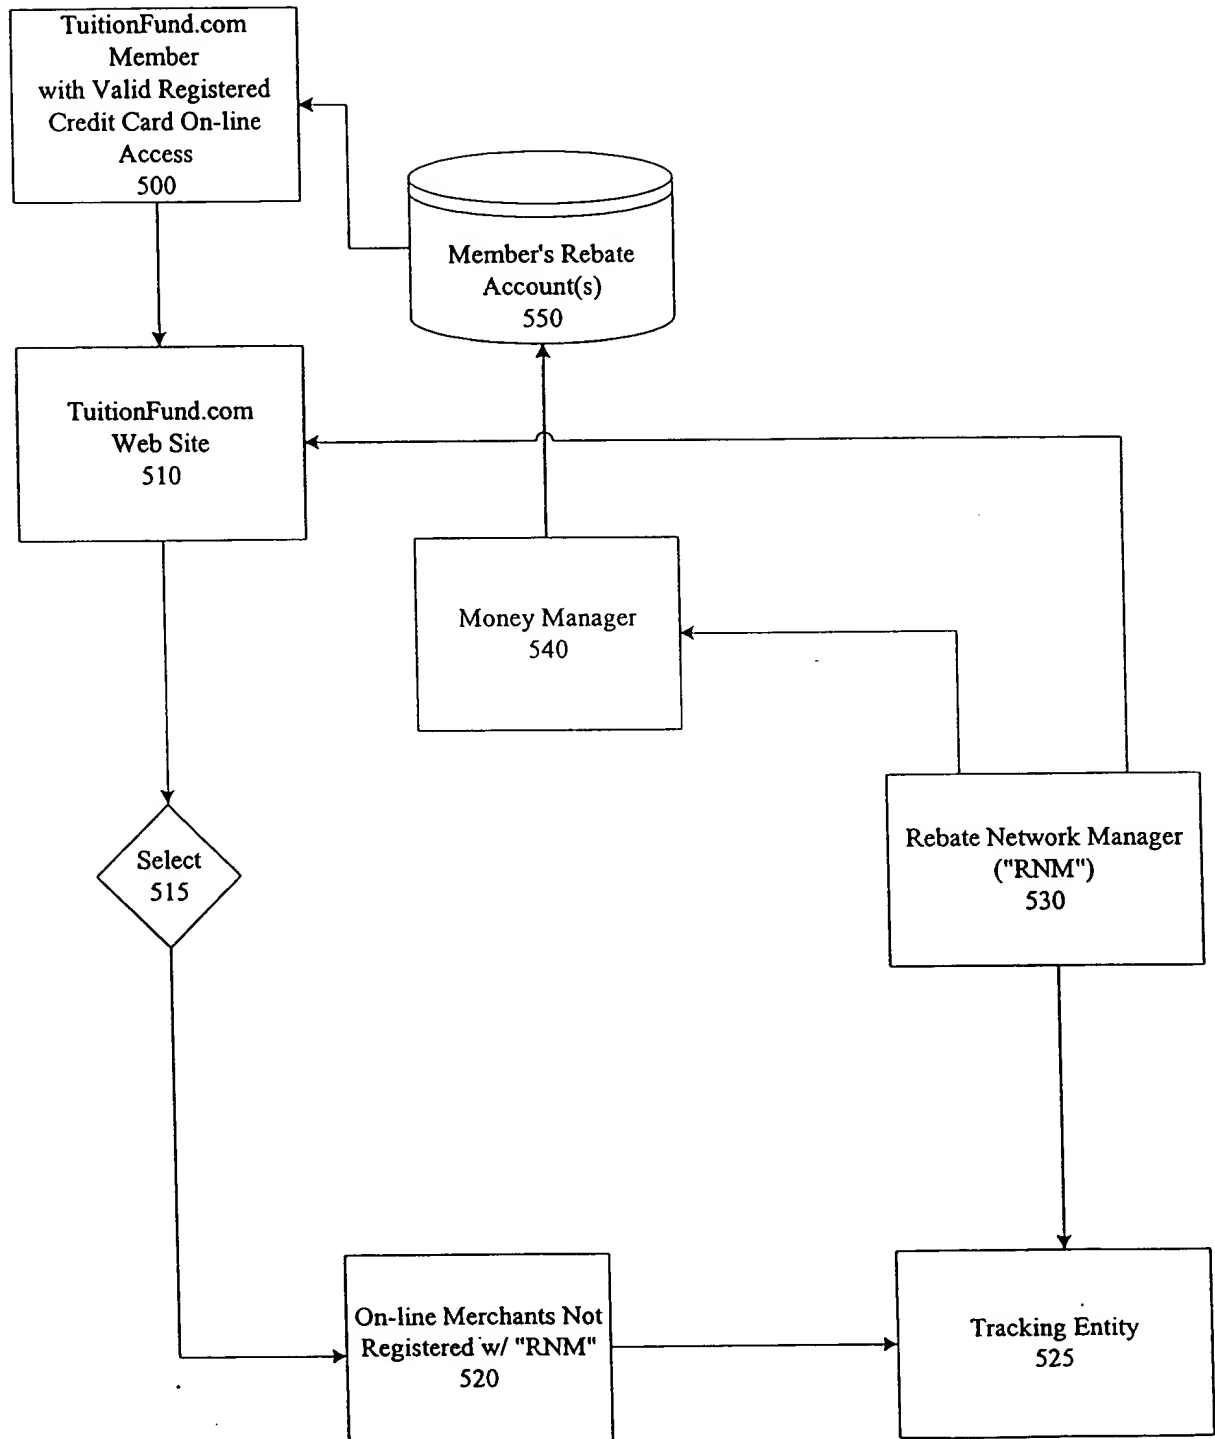 TuitionFund.com
Member
with Valid Registered
Credit Card On-line
Access
500
Member's Rebate
Account(s)
550
TuitionFund.com
Web Site
510
Money Manager
540
Select
515
Rebate Network Manager
("RNM")
530
On-line Merchants Not
Registered w/ "RNM"
520
Tracking Entity
525